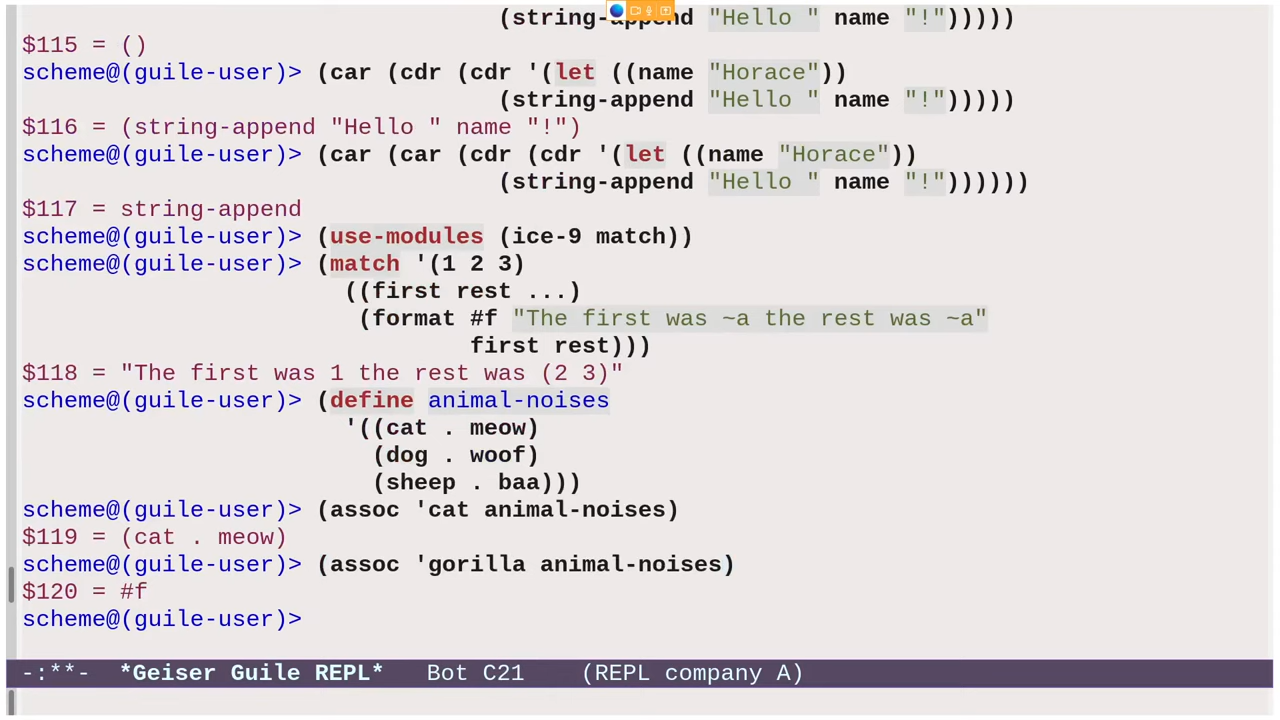 (string-append "Hello " name "!")))))
$115 = ()
scheme@(guile-user)> (car (cdr (cdr '(let ((name "Horace"))
(string-append "Hello " name "!")))))
$116 = (string-append "Hello " name "!")
scheme@(guile-user)> (car (car (cdr (cdr '(let ((name "Horace"))
(string-append "Hello " name "!"))))))
$117 = string-append
scheme@(guile-user)> (use-modules (ice-9 match))
scheme@(guile-user)> (match '(1 2 3)
((first rest ...)
(format #f "The first was ~a the rest was ~a"
first rest)))
$118 = "The first was 1 the rest was (2 3)"
scheme@(guile-user)> (define animal-noises
'((cat . meow)
(dog . woof)
(sheep . baa)))
scheme@(guile-user)> (assoc 'cat animal-noises)
$119 = (cat . meow)
scheme@(guile-user)> (assoc 'gorilla animal-noises)
$120 = #f
scheme@(guile-user)>
-:**-  *Geiser Guile REPL*   Bot C21    (REPL company A)